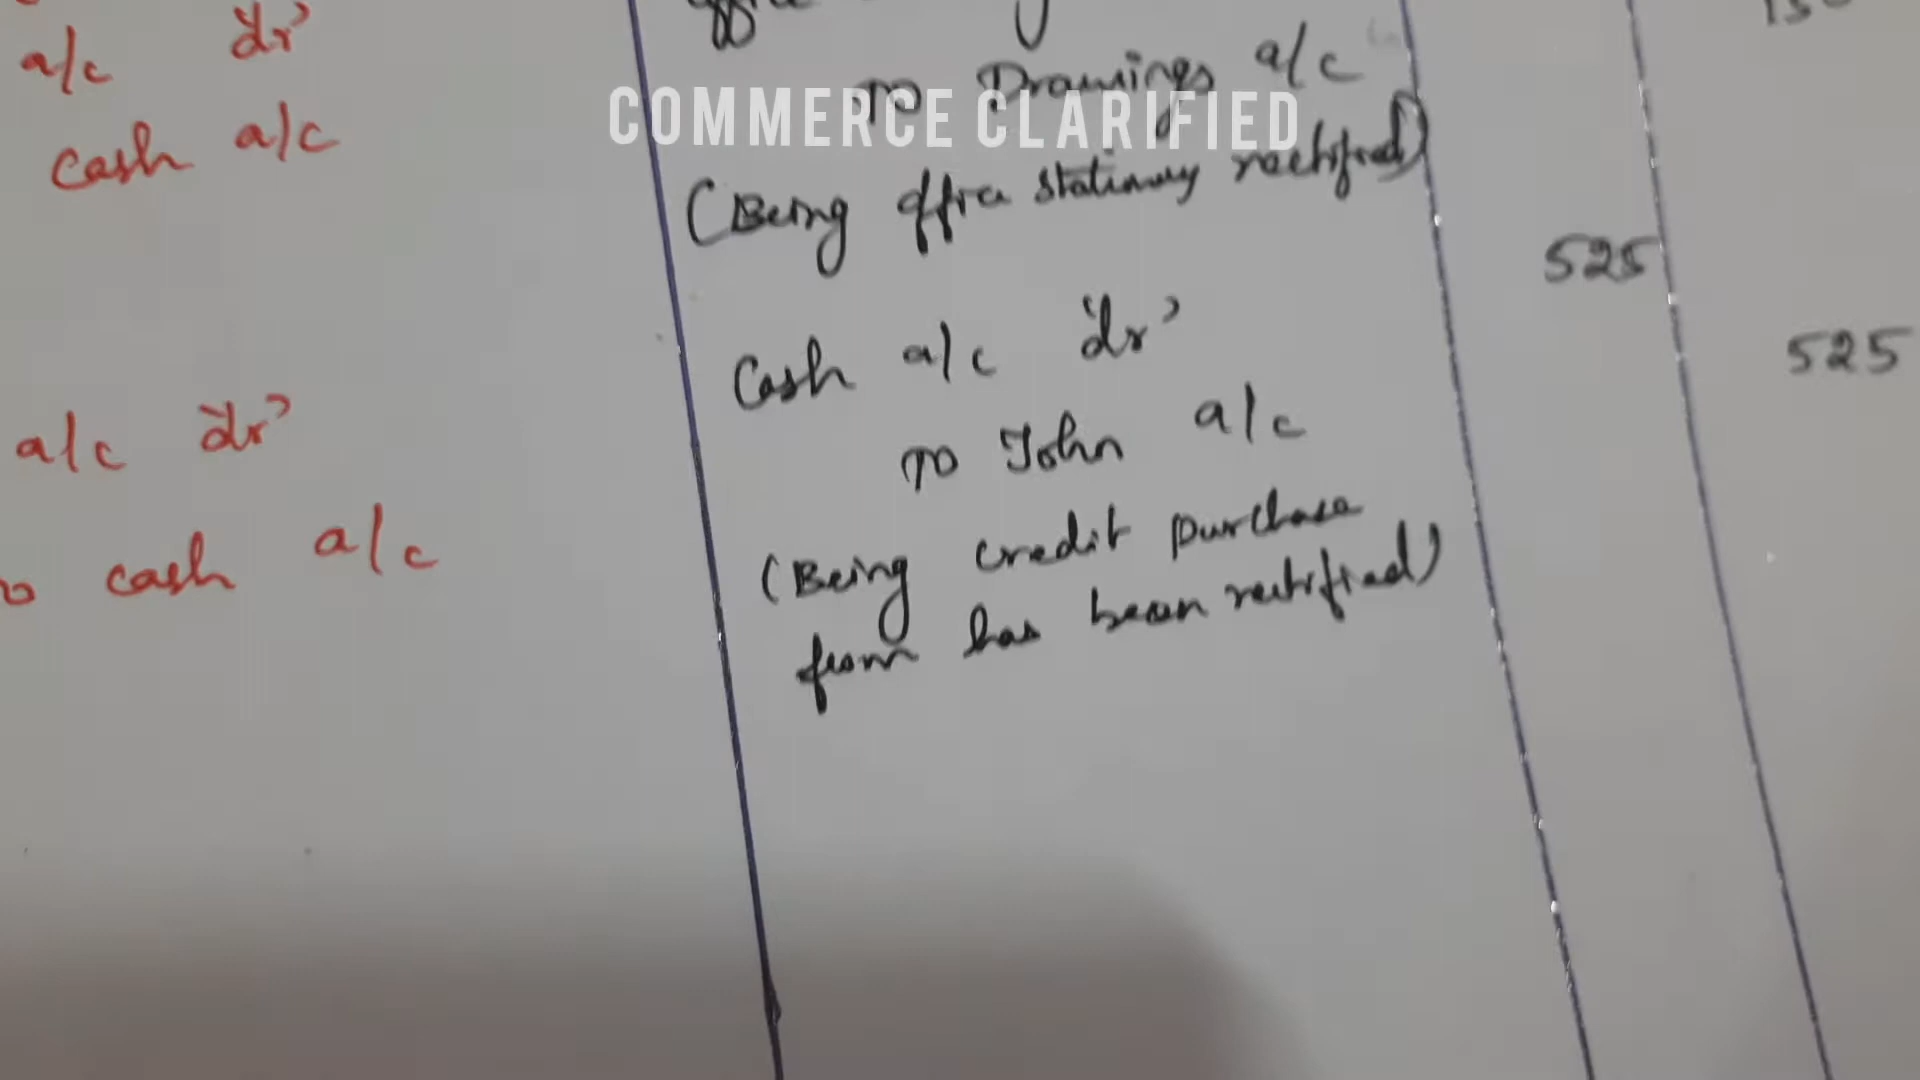 a/c 'dr'
cash a/c
a/c 'dr'
To cash a/c
To Drawings a/c
COMMERCE CLARIFIED
(Being office stationery rectified)
525
Cash a/c 'dr'
525
To John a/c
(Being credit purchase
from has been rectified)